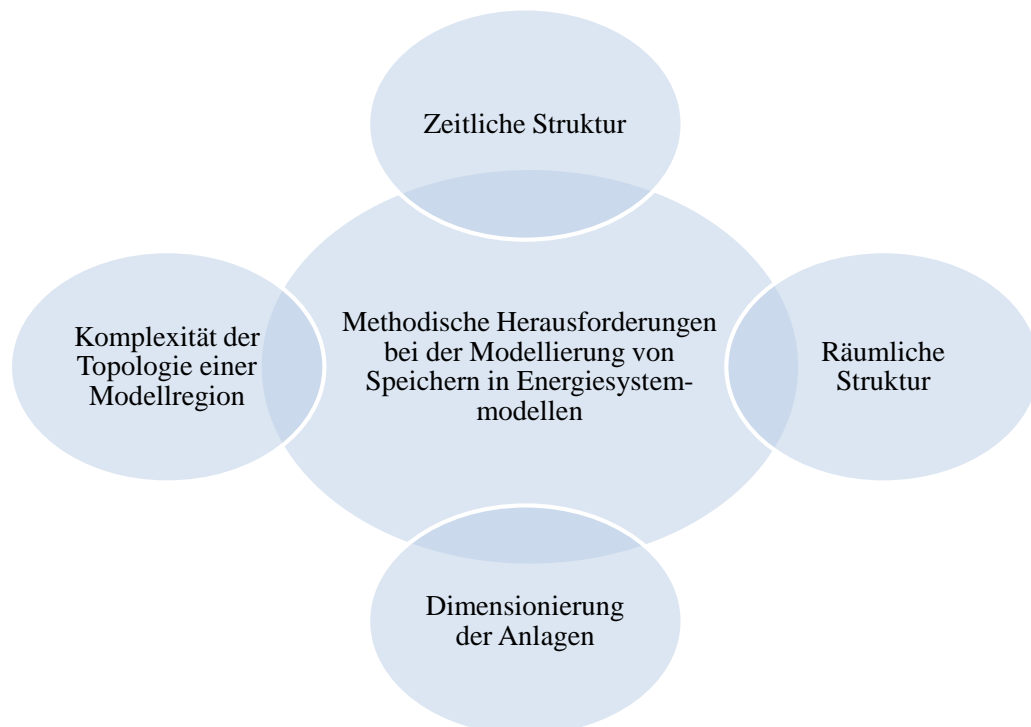 Zeitliche Struktur
Komplexität der
Topologie einer
Modellregion
Methodische Herausforderungen
bei der Modellierung von
Speichern in Energiesystem-
modellen
Räumliche
Struktur
Dimensionierung
der Anlagen